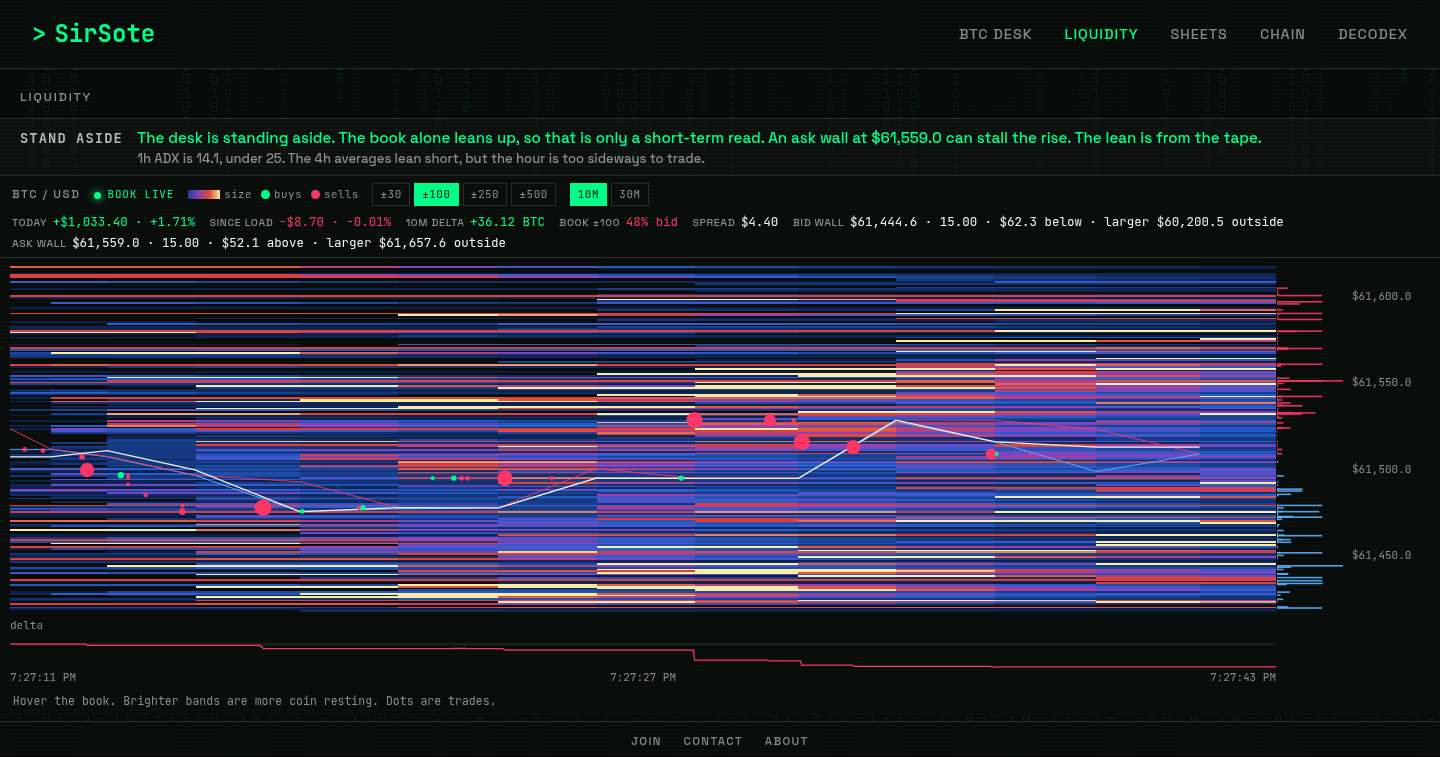 > SirSote
BTC DESK LIQUIDITY SHEETS CHAIN DECODEX
LIQUIDITY
STAND ASIDE The desk is standing aside. The book alone leans up, so that is only a short-term read. An ask wall at $61,559.0 can stall the rise. The lean is from the tape.
1h ADX is 14.1, under 25. The 4h averages lean short, but the hour is too sideways to trade.
BTC / USD BOOK LIVE size buys sells ±30 ±100 ±250 ±500 10M 30M
TODAY +$1,033.40 · +1.71% SINCE LOAD -$8.70 · -0.01% 10M DELTA +36.12 BTC BOOK ±100 48% bid SPREAD $4.40 BID WALL $61,444.6 · 15.00 · $62.3 below · larger $60,200.5 outside
ASK WALL $61,559.0 · 15.00 · $52.1 above · larger $61,657.6 outside
$61,600.0
$61,550.0
$61,500.0
$61,450.0
delta
7:27:11 PM 7:27:27 PM 7:27:43 PM
Hover the book. Brighter bands are more coin resting. Dots are trades.
JOIN CONTACT ABOUT